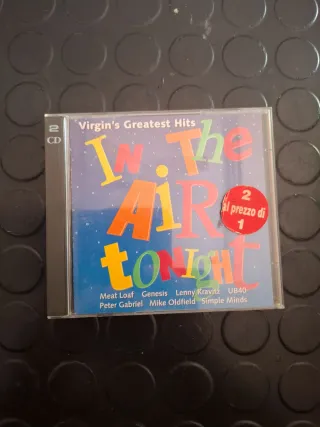 2
CD
Virgin's Greatest Hits
In The
AiR
tonight
2
al prezzo di
1
Meat Loaf Genesis Lenny Kravitz UB40
Peter Gabriel Mike Oldfield Simple Minds